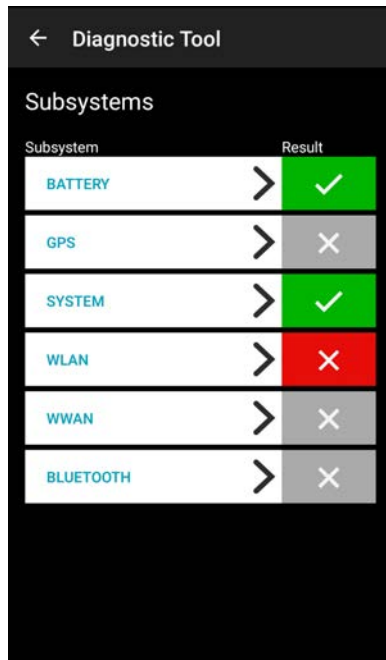 Diagnostic Tool
Subsystems
Subsystem Result
BATTERY
GPS
SYSTEM
WLAN
WWAN
BLUETOOTH